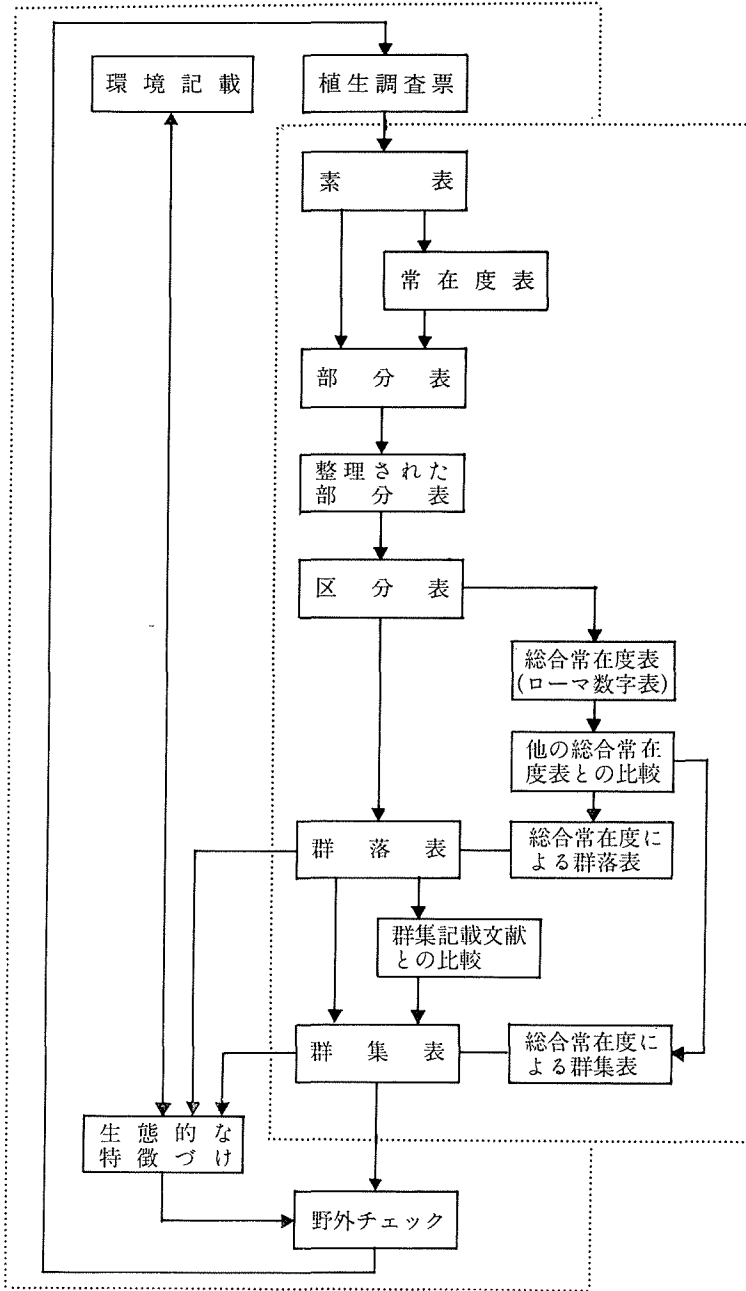 環境記載
植生調査票
素表
常在度表
部分表
整理された
部分表
区分表
総合常在度表
(ローマ数字表)
他の総合常在
度表との比較
群落表
総合常在度に
よる群落表
群集記載文献
との比較
群集表
総合常在度に
よる群集表
生態的な
特徴づけ
野外チェック